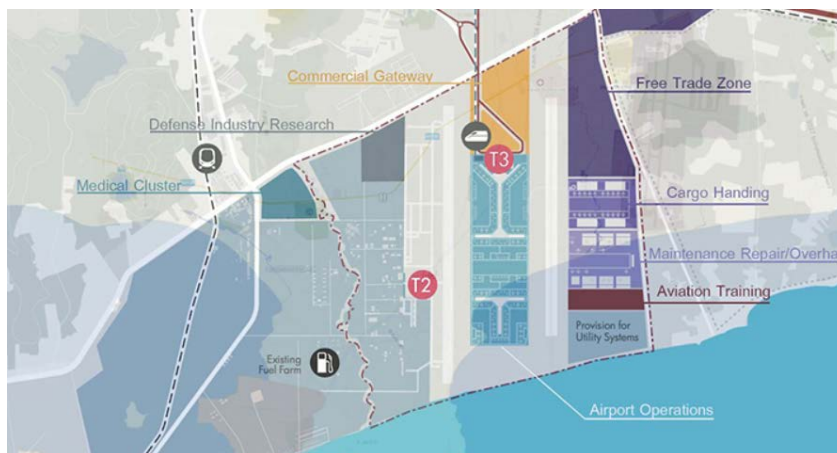 Commercial Gateway
Free Trade Zone
Defense Industry Research
T3
Medical Cluster
Cargo Handing
Maintenance Repair/Overha
T2
Aviation Training
Provision for
Utility Systems
Existing
Fuel Farm
Airport Operations